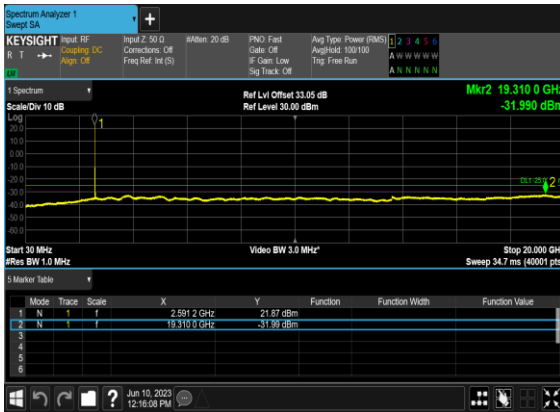 Spectrum Analyzer 1
Swept SA
+
KEYSIGHT Input: RF Input Z: 50 Ω #Atten: 20 dB PNO: Fast Avg Type: Power (RMS) 1 2 3 4 5 6
R T Coupling: DC Corrections: Off Gate: Off Avg|Hold: 100/100 A W W W W W
Align: Off Freq Ref: Int (S) IF Gain: Low Trig: Free Run
Sig Track: Off A N N N N N
1 Spectrum
Mkr2 19.310 0 GHz
Scale/Div 10 dB Ref Lvl Offset 33.05 dB
Ref Level 30.00 dBm -31.990 dBm
Log
1
20.0
10.0
0.00
-10.0
-20.0
2
-30.0
-40.0
-50.0
-60.0
Start 30 MHz Video BW 3.0 MHz* Stop 20.000 GHz
#Res BW 1.0 MHz Sweep 34.7 ms (40001 pts
5 Marker Table
Mode Trace Scale X Y Function Function Width Function Value
1 N 1 f 2.591 2 GHz 21.87 dBm
2 N 1 f 19.310 0 GHz -31.99 dBm
3
4
5
6
? Jun 10, 2023
12:16:08 PM